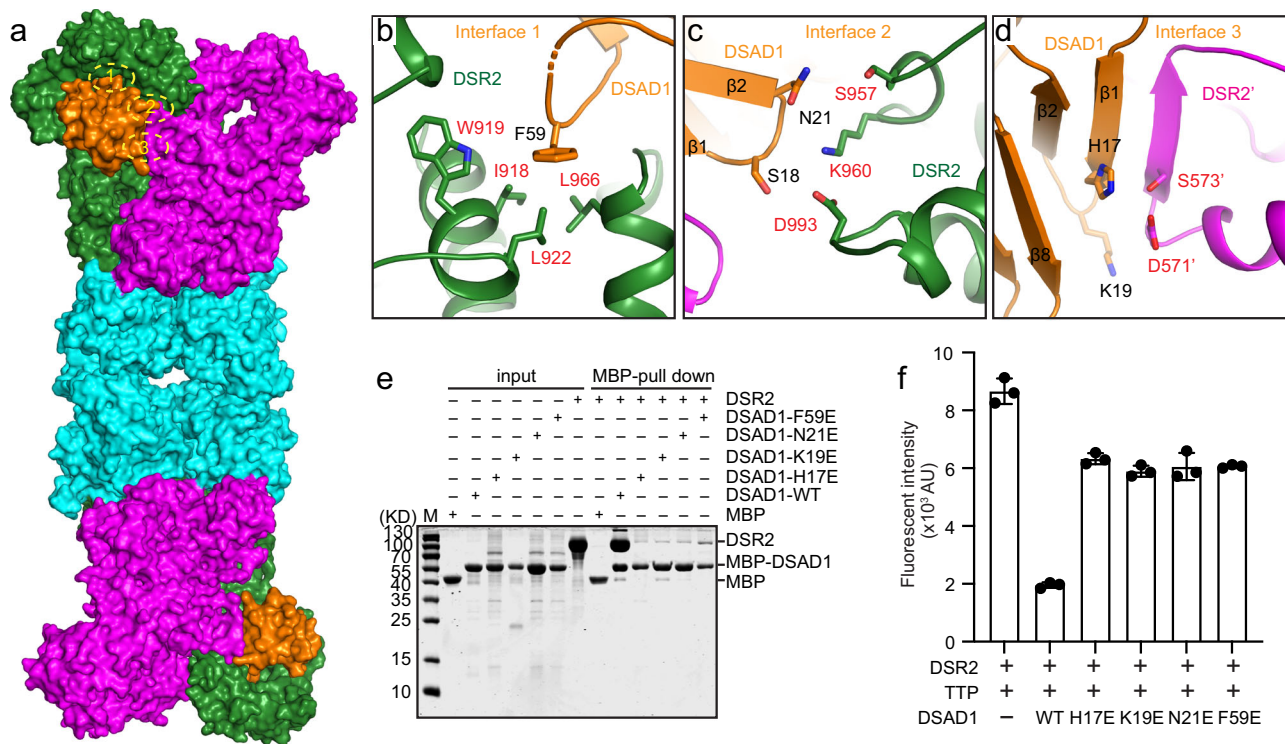 a
1
2
3
b
Interface 1
DSR2
DSAD1
W919
F59
I918
L966
L922
c
Interface 2
DSAD1
β2
S957
N21
β1
S18
K960
DSR2
D993
d
Interface 3
DSAD1
DSR2'
β1
β2
H17
S573'
β8
D571'
K19
e
input MBP-pull down
– – – – – – + + + + + + + DSR2
– – – – – + – – – – – – + DSAD1-F59E
– – – – + – – – – – – + – DSAD1-N21E
– – – + – – – – – – + – – DSAD1-K19E
– – + – – – – – – + – – – DSAD1-H17E
– + – – – – – – + – – – – DSAD1-WT
(KD) M + – – – – – – + – – – – – MBP
130
100
70
55
40
35
25
15
10
DSR2
MBP-DSAD1
MBP
f
Fluorescent intensity
(x10³ AU)
10
8
6
4
2
0
DSR2 + + + + + +
TTP + + + + + +
DSAD1 – WT H17E K19E N21E F59E